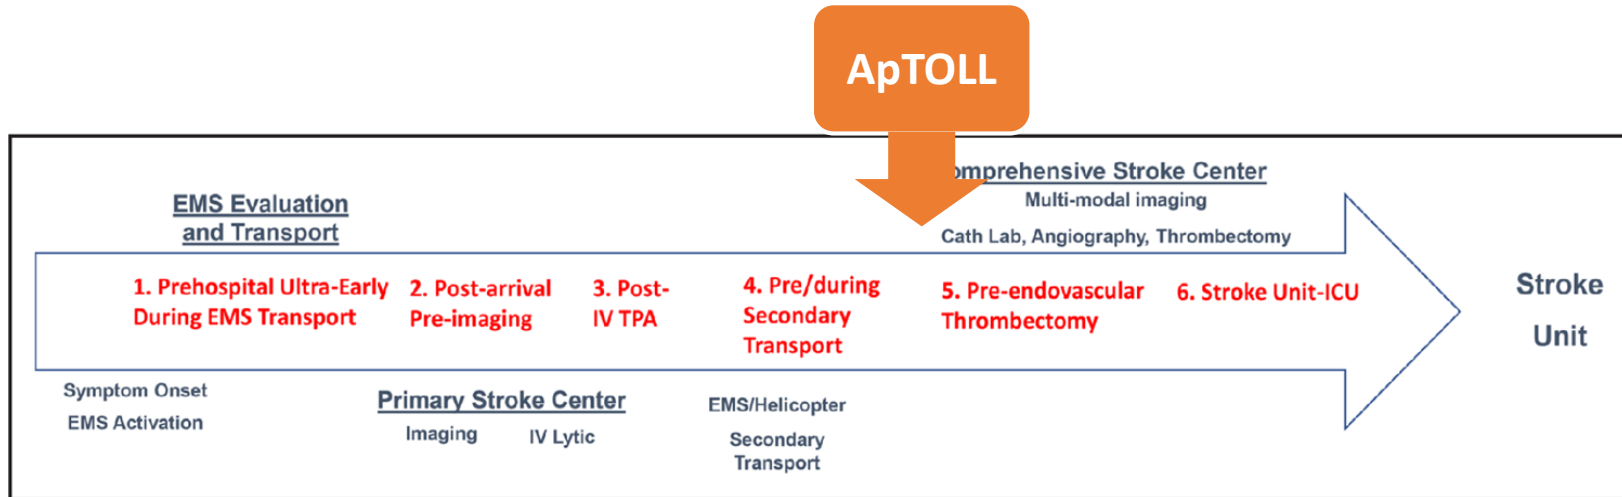 ApTOLL
omprehensive Stroke Center
Multi-modal imaging
Cath Lab, Angiography, Thrombectomy
EMS Evaluation
and Transport
1. Prehospital Ultra-Early
During EMS Transport
2. Post-arrival
Pre-imaging
3. Post-
IV TPA
4. Pre/during
Secondary
Transport
5. Pre-endovascular
Thrombectomy
6. Stroke Unit-ICU
Stroke
Unit
Symptom Onset
EMS Activation
Primary Stroke Center
Imaging
IV Lytic
EMS/Helicopter
Secondary
Transport